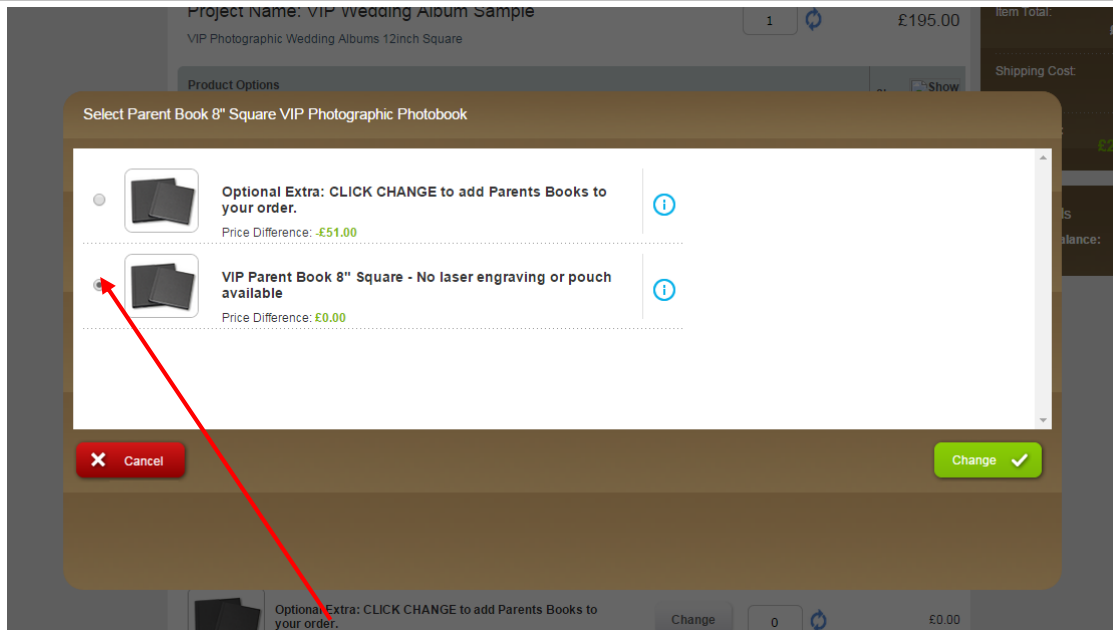 Project Name: VIP Wedding Album Sample
1
£195.00
Item Total:
VIP Photographic Wedding Albums 12inch Square
Shipping Cost:
Product Options
Show
Select Parent Book 8" Square VIP Photographic Photobook
Optional Extra: CLICK CHANGE to add Parents Books to
your order.
Price Difference: -£51.00
VIP Parent Book 8" Square - No laser engraving or pouch
available
Price Difference: £0.00
Cancel
Change
Optional Extra: CLICK CHANGE to add Parents Books to
your order.
Change
0
£0.00